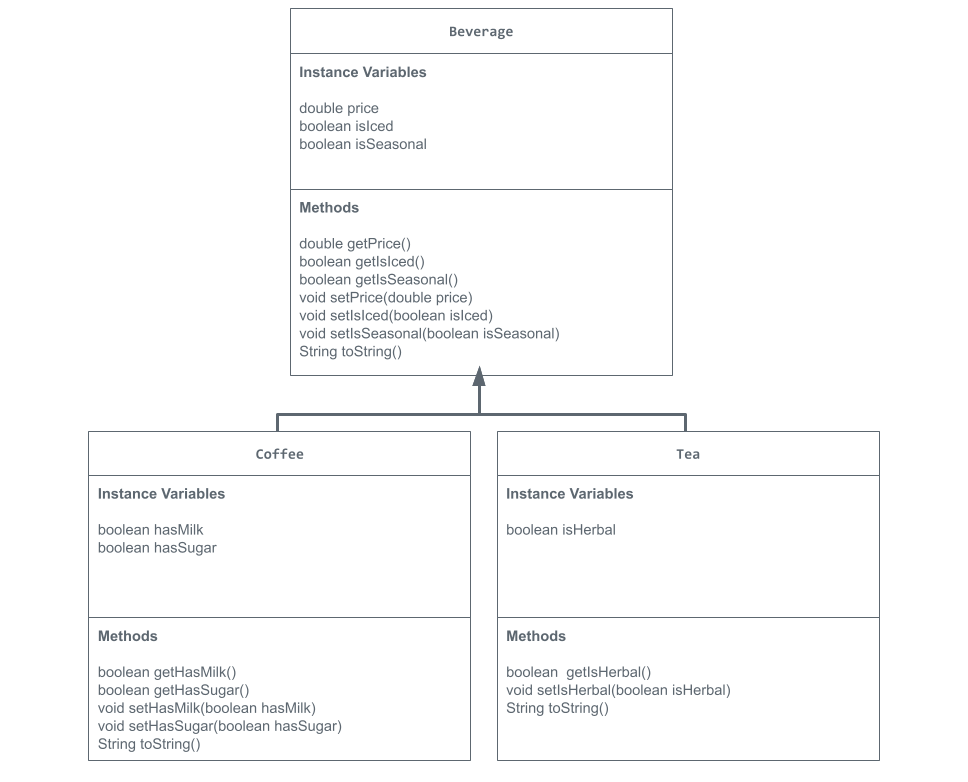 Beverage
Instance Variables
double price
boolean isIced
boolean isSeasonal
Methods
double getPrice()
boolean getIsIced()
boolean getIsSeasonal()
void setPrice(double price)
void setIsIced(boolean isIced)
void setIsSeasonal(boolean isSeasonal)
String toString()
Coffee
Instance Variables
boolean hasMilk
boolean hasSugar
Methods
boolean getHasMilk()
boolean getHasSugar()
void setHasMilk(boolean hasMilk)
void setHasSugar(boolean hasSugar)
String toString()
Tea
Instance Variables
boolean isHerbal
Methods
boolean  getIsHerbal()
void setIsHerbal(boolean isHerbal)
String toString()